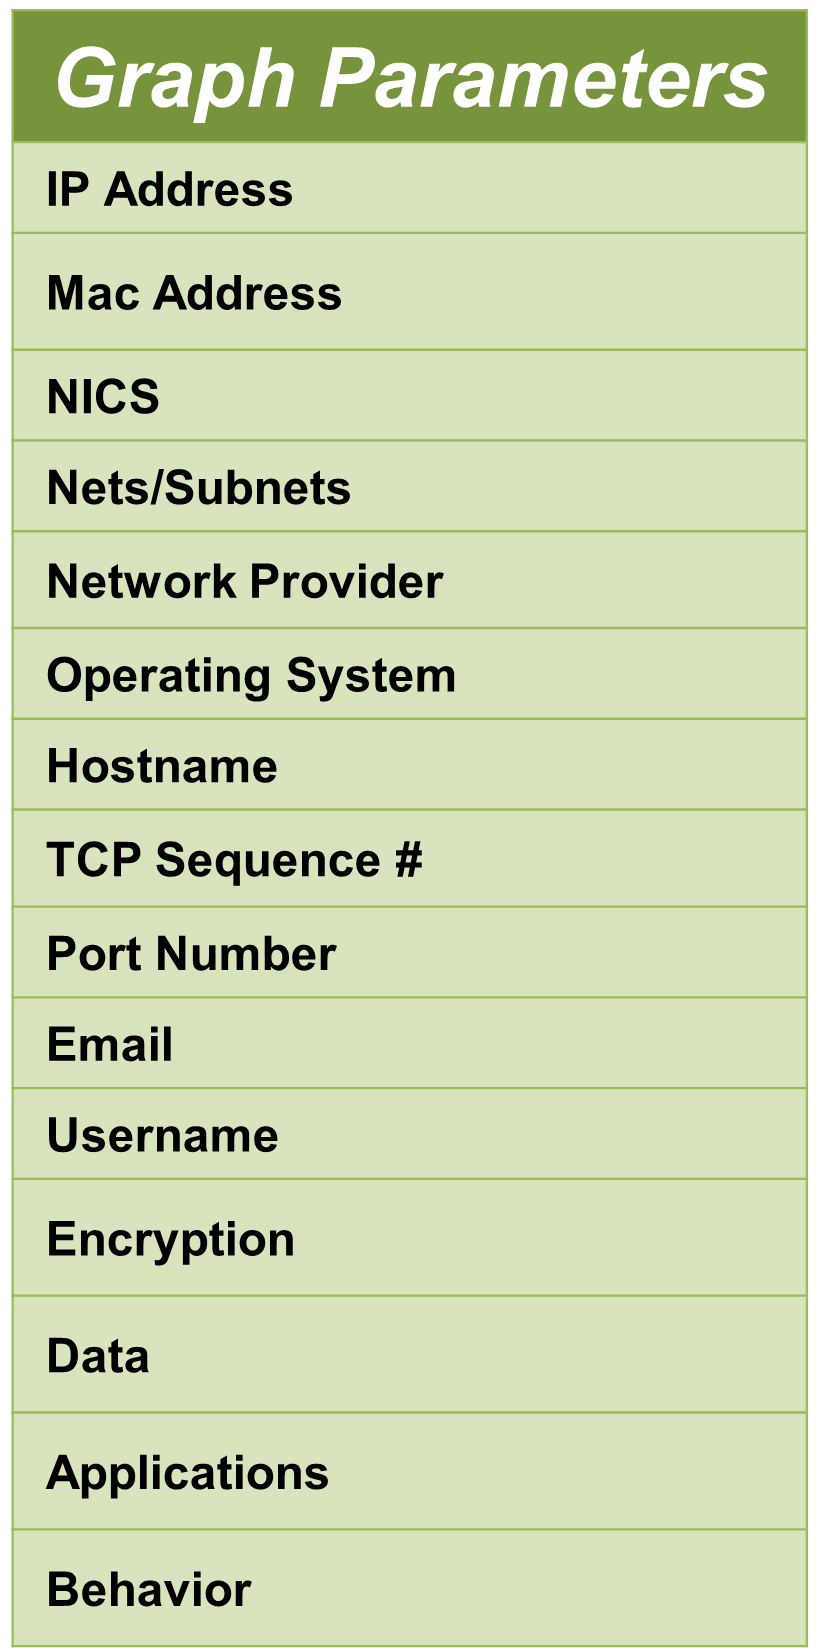 Graph Parameters
IP Address
Mac Address
NICS
Nets/Subnets
Network Provider
Operating System
Hostname
TCP Sequence #
Port Number
Email
Username
Encryption
Data
Applications
Behavior